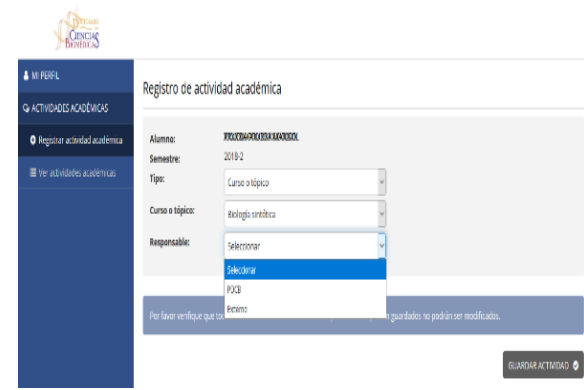 DOCTORADO
CIENCIAS
BIOMÉDICAS
MI PERFIL
ACTIVIDADES ACADÉMICAS
Registrar actividad académica
Ver actividades académicas
Registro de actividad académica
Alumno:
Semestre: 2018-2
Tipo: Curso o tópico
Curso o tópico: Biología sintética
Responsable: Seleccionar
Seleccionar
PDCB
Externo
Por favor verifique que guardados no podrán ser modificados.
GUARDAR ACTIVIDAD